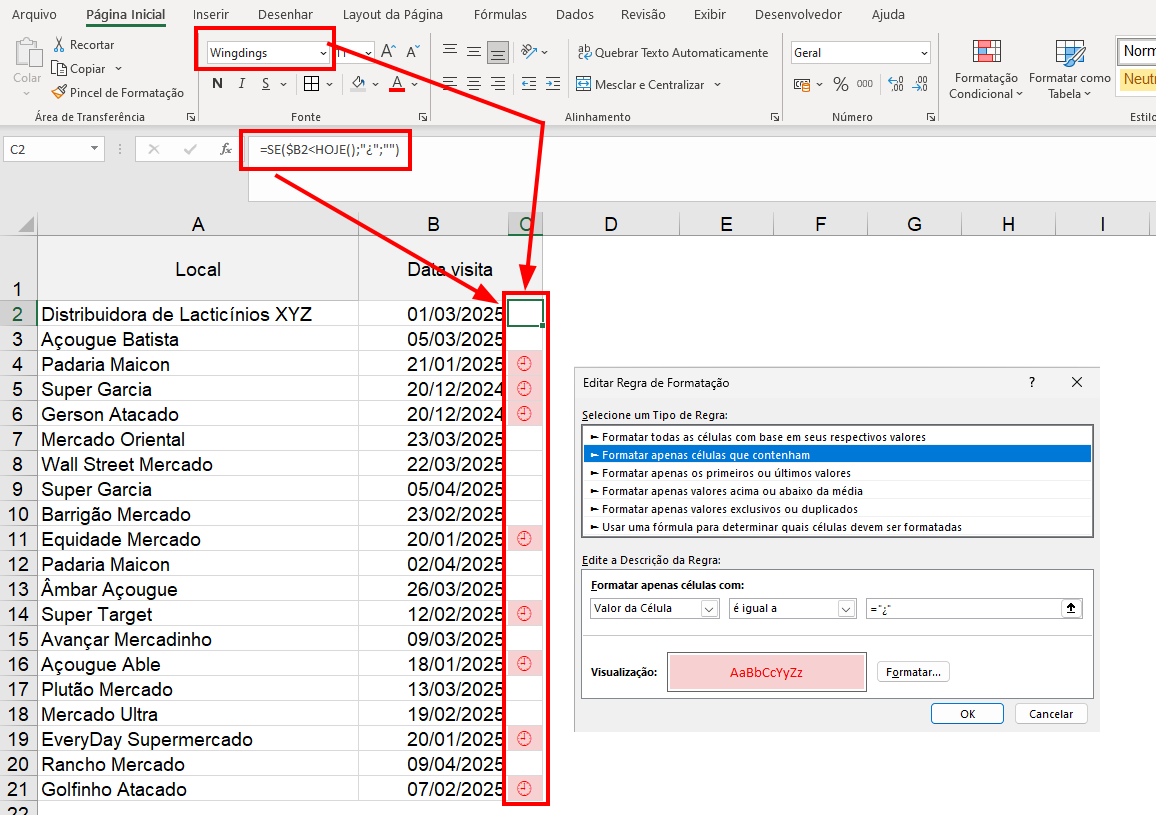 Arquivo Página Inicial Inserir Desenhar Layout da Página Fórmulas Dados Revisão Exibir Desenvolvedor Ajuda
Recortar
Copiar
Pincel de Formatação
Colar
Área de Transferência
Wingdings
N I S
Fonte
Quebrar Texto Automaticamente
Mesclar e Centralizar
Alinhamento
Geral
% 000
Número
Formatação Condicional
Formatar como Tabela
Norm
Neutr
Estilo
C2 fx =SE($B2<HOJE();"¿";"")
A B C D E F G H I
1 Local Data visita
2 Distribuidora de Lacticínios XYZ 01/03/2025
3 Açougue Batista 05/03/2025
4 Padaria Maicon 21/01/2025
5 Super Garcia 20/12/2024
6 Gerson Atacado 20/12/2024
7 Mercado Oriental 23/03/2025
8 Wall Street Mercado 22/03/2025
9 Super Garcia 05/04/2025
10 Barrigão Mercado 23/02/2025
11 Equidade Mercado 20/01/2025
12 Padaria Maicon 02/04/2025
13 Âmbar Açougue 26/03/2025
14 Super Target 12/02/2025
15 Avançar Mercadinho 09/03/2025
16 Açougue Able 18/01/2025
17 Plutão Mercado 13/03/2025
18 Mercado Ultra 19/02/2025
19 EveryDay Supermercado 20/01/2025
20 Rancho Mercado 09/04/2025
21 Golfinho Atacado 07/02/2025
22
Editar Regra de Formatação ? ×
Selecione um Tipo de Regra:
► Formatar todas as células com base em seus respectivos valores
► Formatar apenas células que contenham
► Formatar apenas os primeiros ou últimos valores
► Formatar apenas valores acima ou abaixo da média
► Formatar apenas valores exclusivos ou duplicados
► Usar uma fórmula para determinar quais células devem ser formatadas
Edite a Descrição da Regra:
Formatar apenas células com:
Valor da Célula é igual a ="¿"
Visualização: AaBbCcYyZz Formatar...
OK Cancelar